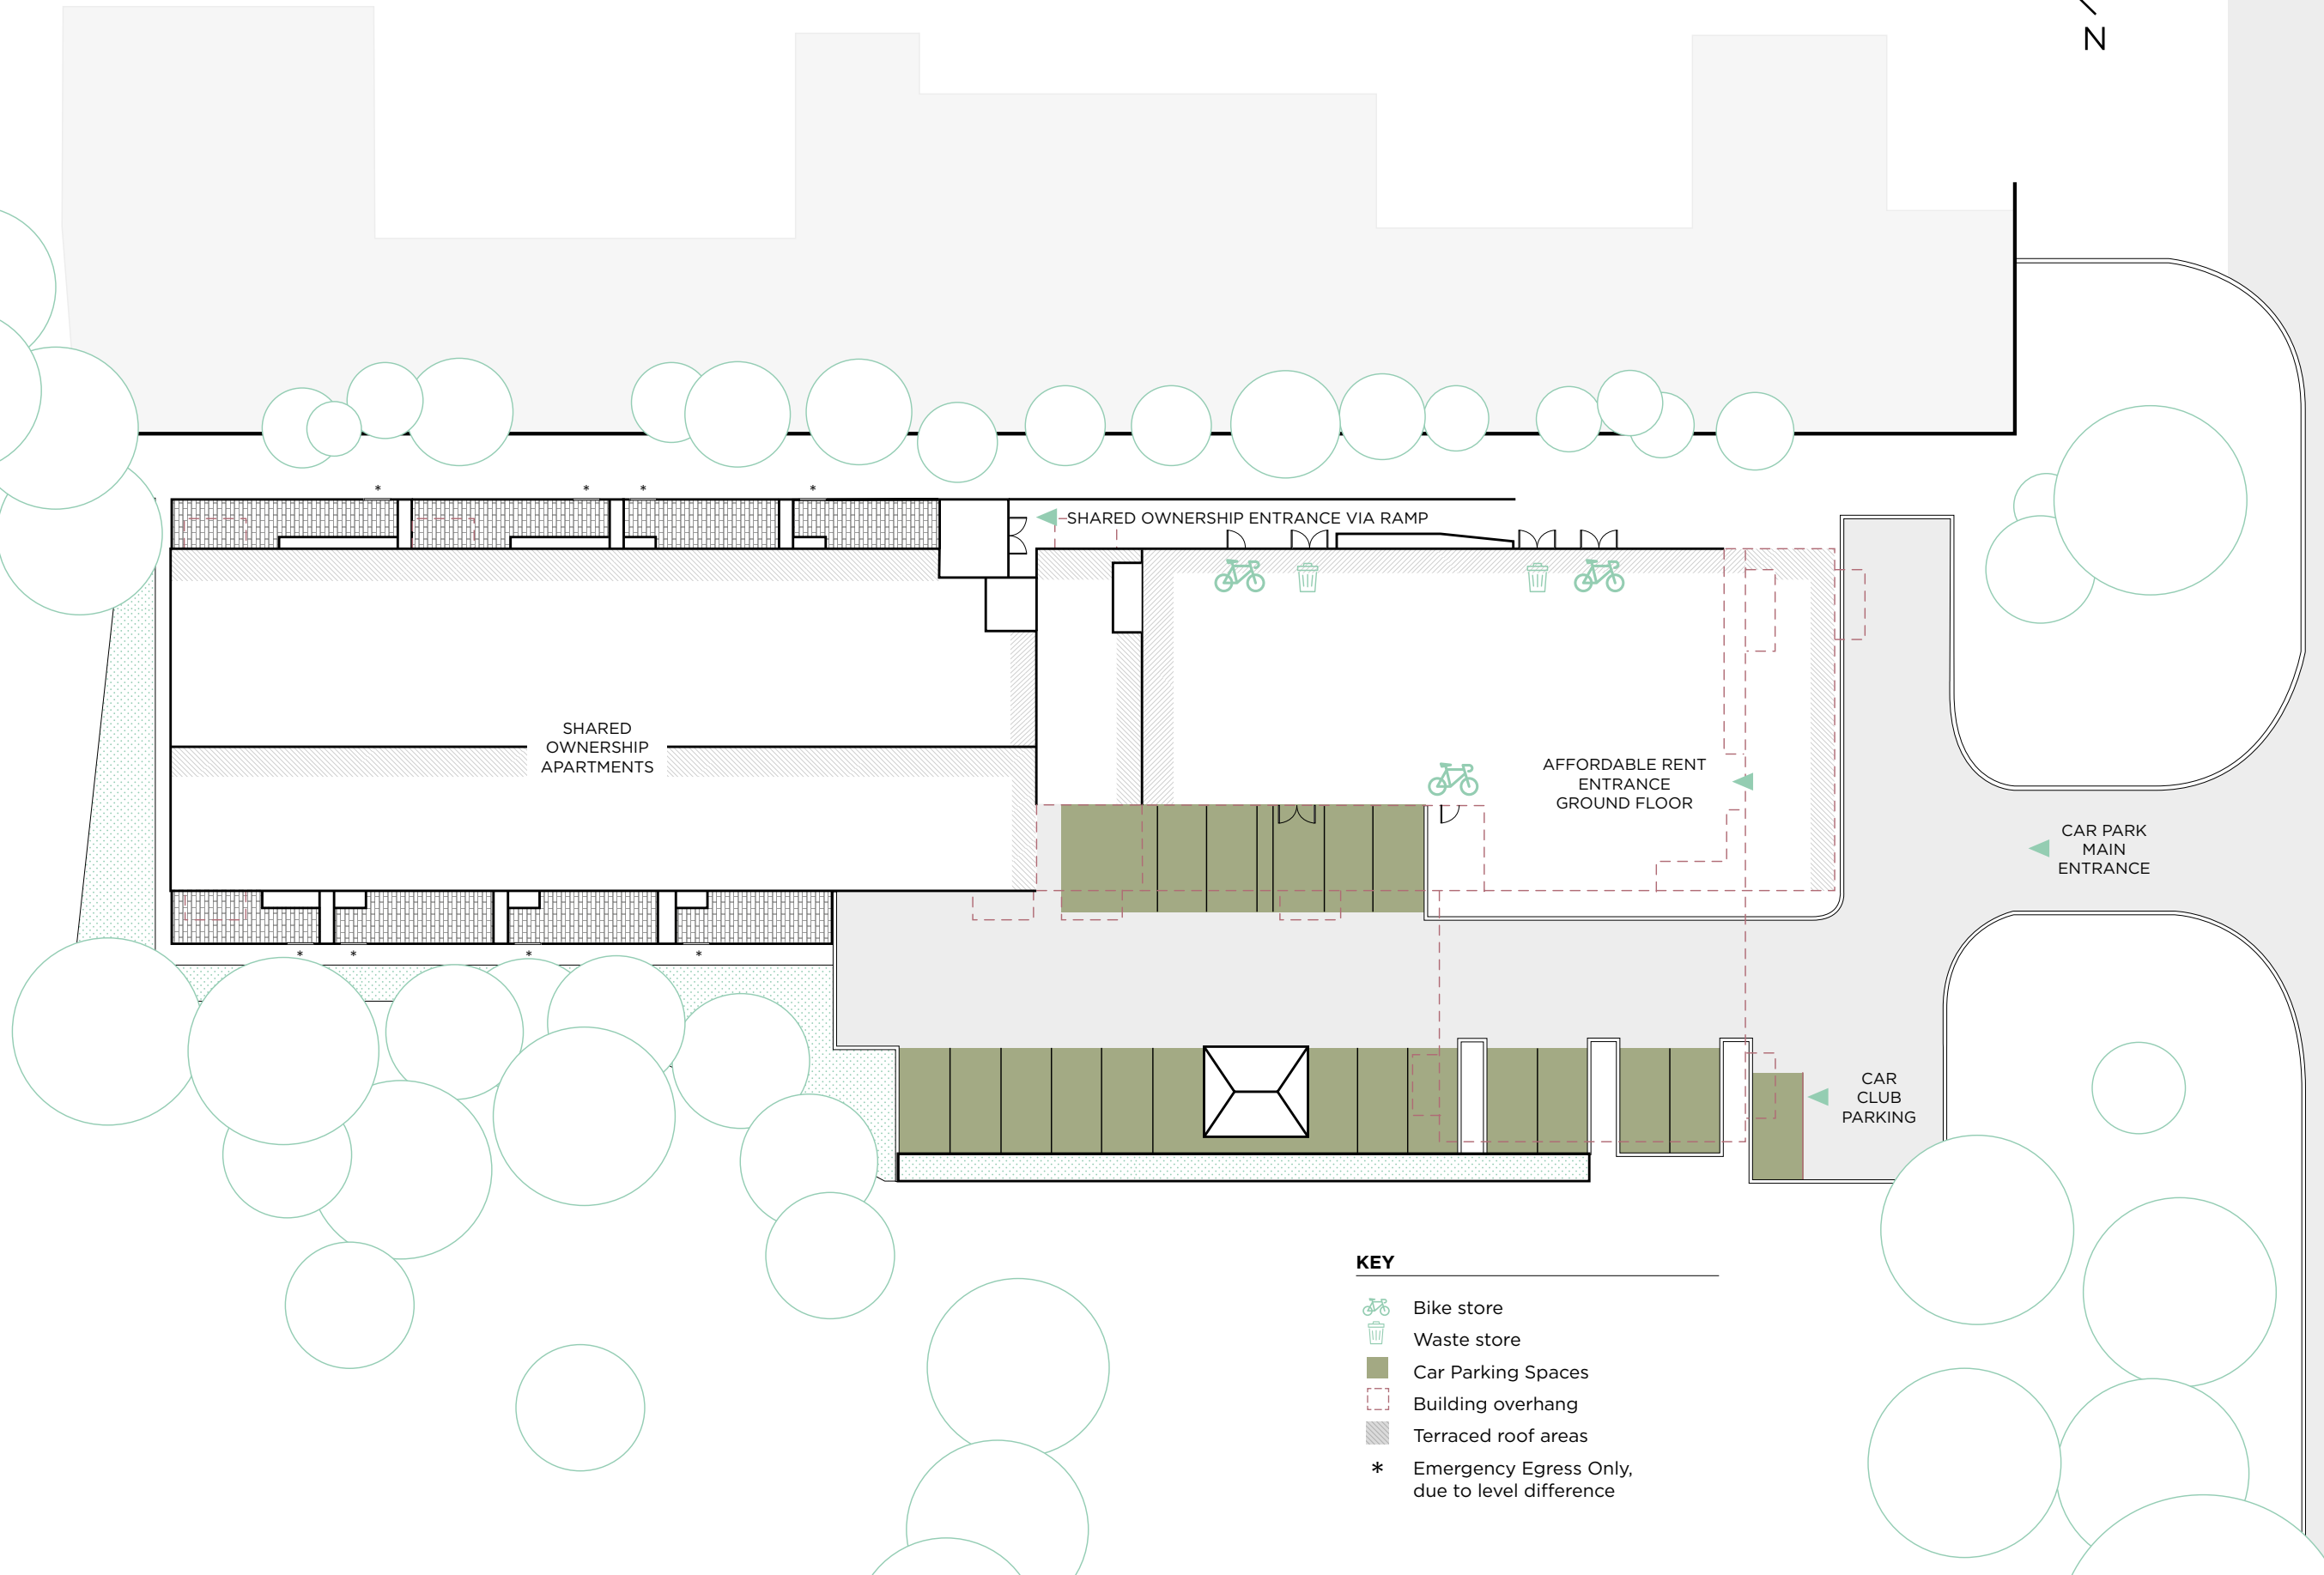 N
*
*
*
*
SHARED OWNERSHIP ENTRANCE VIA RAMP
SHARED
OWNERSHIP
APARTMENTS
AFFORDABLE RENT
ENTRANCE
GROUND FLOOR
CAR PARK
MAIN
ENTRANCE
*
*
*
*
CAR
CLUB
PARKING
KEY
Bike store
Waste store
Car Parking Spaces
Building overhang
Terraced roof areas
* Emergency Egress Only,
due to level difference